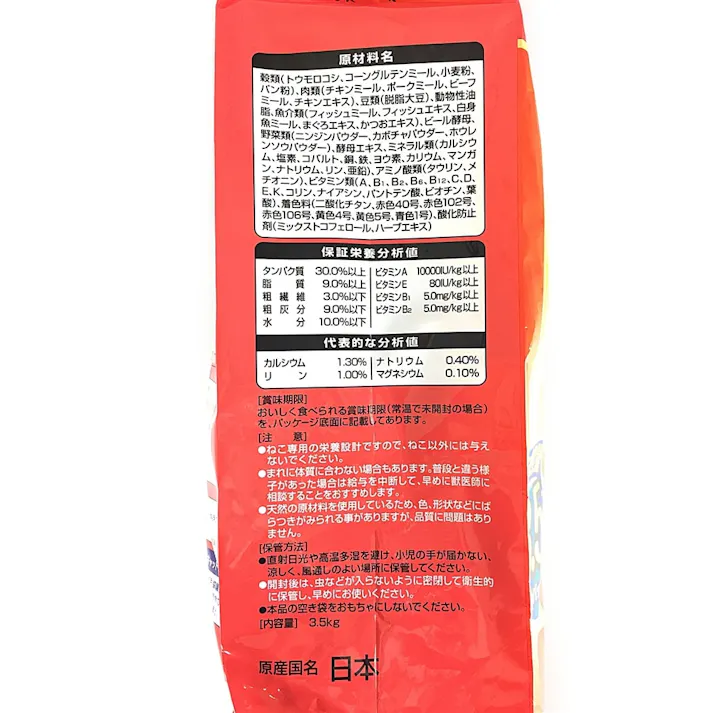 原材料名
穀類(トウモロコシ、コーングルテンミール、小麦粉、
パン粉)、肉類(チキンミール、ポークミール、ビーフ
ミール、チキンエキス)、豆類(脱脂大豆)、動物性油
脂、魚介類(フィッシュミール、フィッシュエキス、白身
魚ミール、まぐろエキス、かつおエキス)、ビール酵母、
野菜類(ニンジンパウダー、カボチャパウダー、ホウレ
ンソウパウダー)、酵母エキス、ミネラル類(カルシウ
ム、塩素、コバルト、銅、鉄、ヨウ素、カリウム、マンガ
ン、ナトリウム、リン、亜鉛)、アミノ酸類(タウリン、メ
チオニン)、ビタミン類(A、B1、B2、B6、B12、C、D、
E、K、コリン、ナイアシン、パントテン酸、ビオチン、葉
酸)、着色料(二酸化チタン、赤色40号、赤色102号、
赤色106号、黄色4号、黄色5号、青色1号)、酸化防止
剤(ミックストコフェロール、ハーブエキス)
保証栄養分析値
タンパク質 30.0%以上 ビタミンA 10000IU/kg以上
脂質 9.0%以上 ビタミンE 80IU/kg以上
粗繊維 3.0%以下 ビタミンB1 5.0mg/kg以上
粗灰分 9.0%以下 ビタミンB2 5.0mg/kg以上
水分 10.0%以下
代表的な分析値
カルシウム 1.30% ナトリウム 0.40%
リン 1.00% マグネシウム 0.10%
[賞味期限]
おいしく食べられる賞味期限(常温で未開封の場合)
を、パッケージ底面に記載してあります。
[注 意]
●ねこ専用の栄養設計ですので、ねこ以外には与え
ないでください。
●まれに体質に合わない場合もあります。普段と違う様
子があった場合は給与を中断して、早めに獣医師に
相談することをおすすめします。
●天然の原材料を使用しているため、色、形状などにば
らつきがみられる事がありますが、品質に問題はあり
ません。
[保管方法]
●直射日光や高温多湿を避け、小児の手が届かない、
涼しく、風通しのよい場所に保管してください。
●開封後は、虫などが入らないように密閉して衛生的
に保管し、早めにお使いください。
●本品の空き袋をおもちゃにしないでください。
[内容量] 3.5kg
原産国名 日本